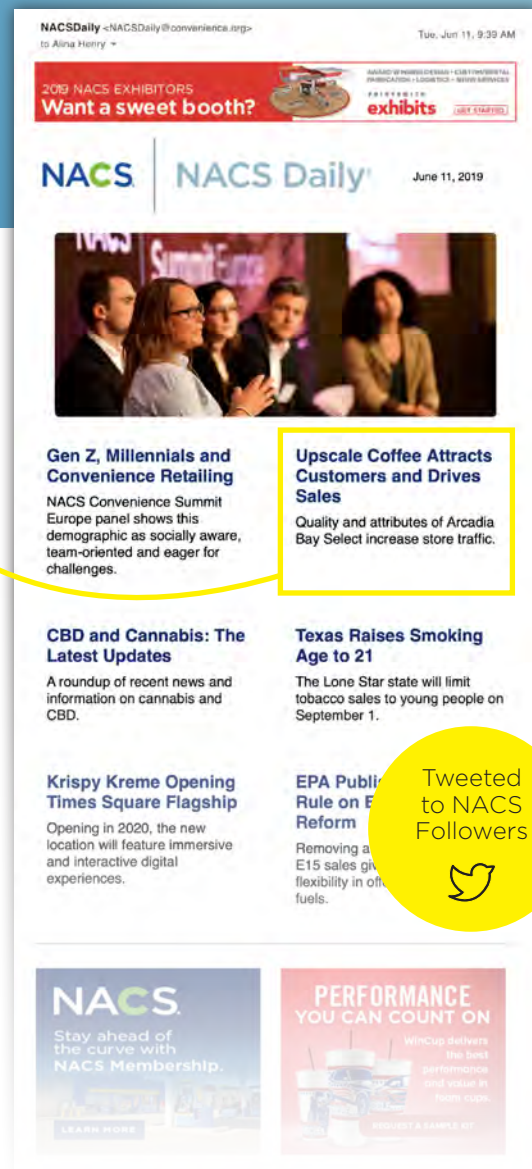 NACSDaily <NACSDaily@convenience.org>
to Alina Henry
Tue, Jun 11, 9:39 AM
2019 NACS EXHIBITORS
Want a sweet booth?
exhibits
GET STARTED
NACS
NACS Daily
June 11, 2019
NACS
Summit Europe
Gen Z, Millennials and
Convenience Retailing
NACS Convenience Summit
Europe panel shows this
demographic as socially aware,
team-oriented and eager for
challenges.
Upscale Coffee Attracts
Customers and Drives
Sales
Quality and attributes of Arcadia
Bay Select increase store traffic.
CBD and Cannabis: The
Latest Updates
A roundup of recent news and
information on cannabis and
CBD.
Texas Raises Smoking
Age to 21
The Lone Star state will limit
tobacco sales to young people on
September 1.
Krispy Kreme Opening
Times Square Flagship
Opening in 2020, the new
location will feature immersive
and interactive digital
experiences.
EPA
Rule on
Reform
Removing a
E15 sales
flexibility in
fuels.
Tweeted
to NACS
Followers
NACS
Stay ahead of
the curve with
NACS Membership.
LEARN MORE
PERFORMANCE
YOU CAN COUNT ON
WinCup delivers
the best
performance
and value in
foam cups.
REQUEST A SAMPLE KIT